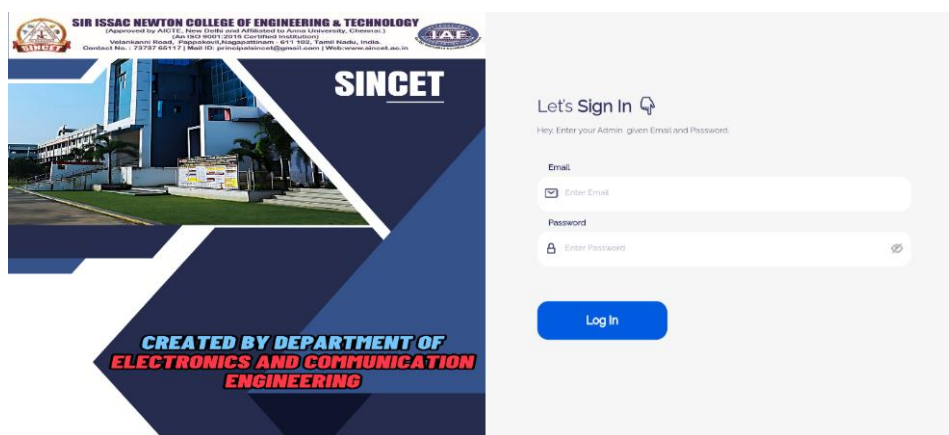 SIR ISSAC NEWTON COLLEGE OF ENGINEERING & TECHNOLOGY
(Approved by AICTE, New Delhi and Affiliated to Anna University, Chennai.)
(An ISO 9001:2015 Certified Institution)
Velankanni Road, Pappakovil,Nagapattinam - 611 102, Tamil Nadu, India.
Contact No. : 73737 66117 | Mail ID: principalsincet@gmail.com | Web:www.sincet.ac.in
SINCET
IAF
SINCET
CREATED BY DEPARTMENT OF
ELECTRONICS AND COMMUNICATION
ENGINEERING
Let's Sign In
Hey, Enter your Admin given Email and Password.
Email
Enter Email
Password
Enter Password
Log In